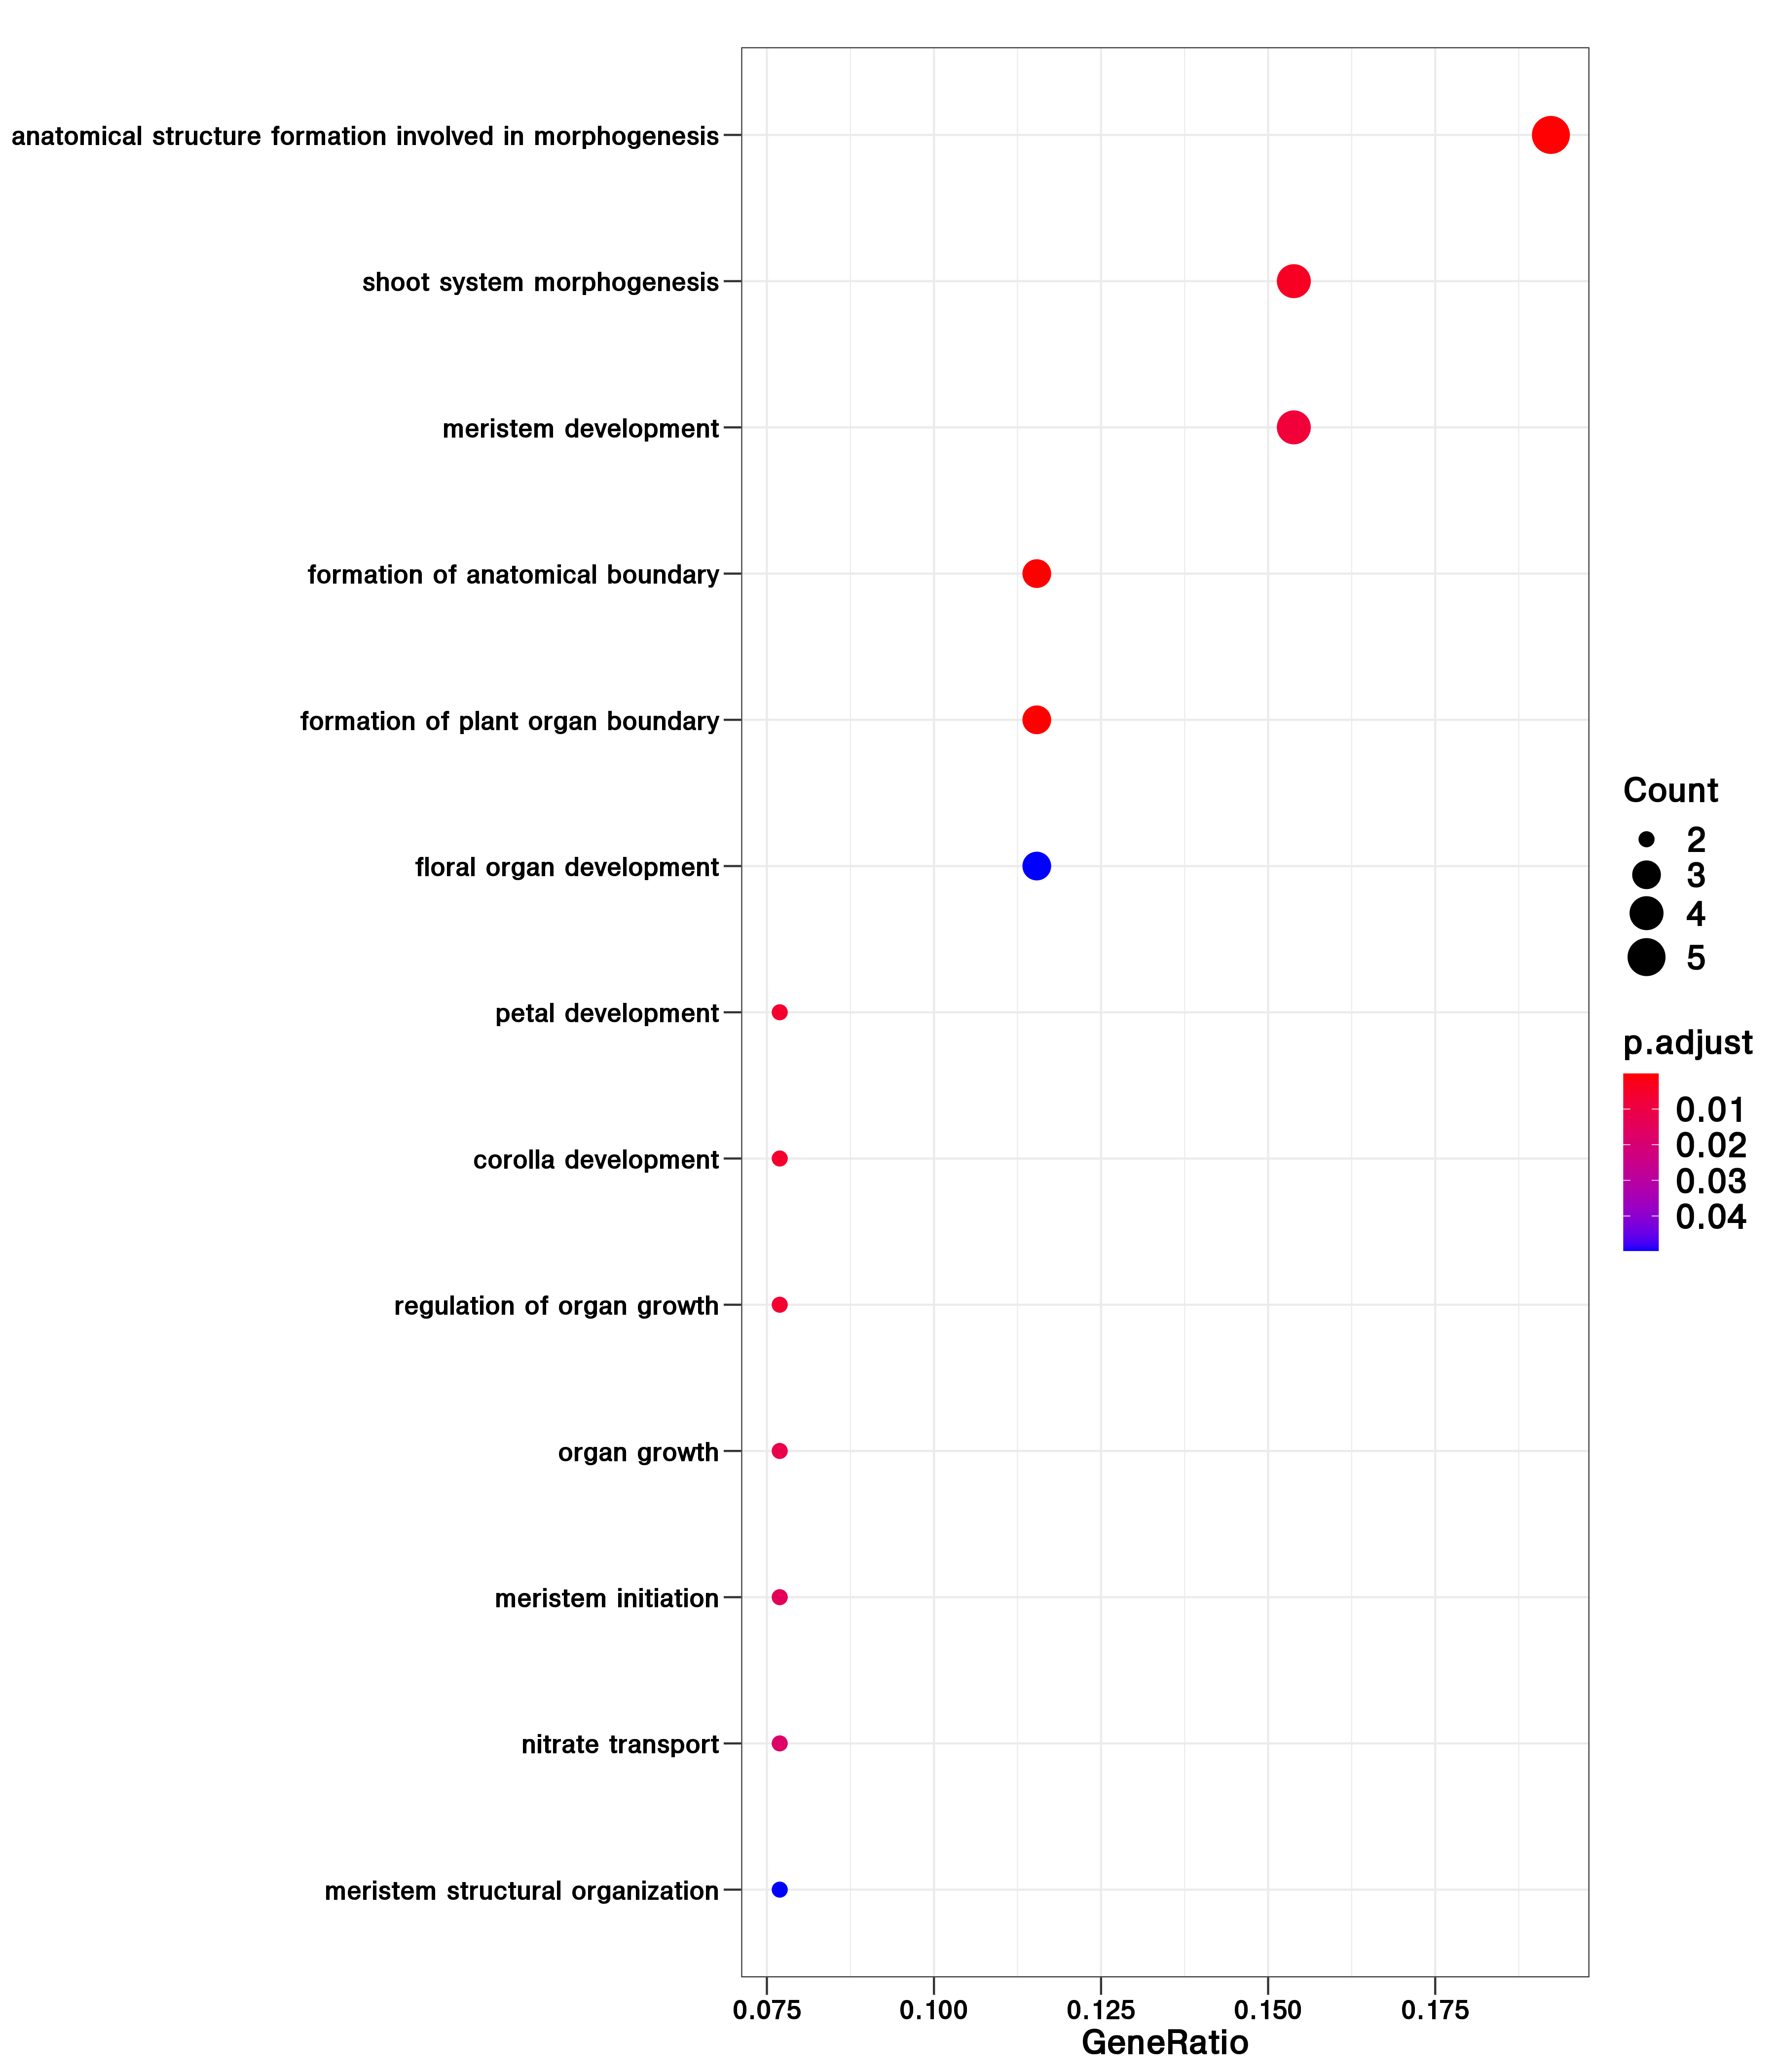 anatomical structure formation involved in morphogenesis
shoot system morphogenesis
meristem development
formation of anatomical boundary
formation of plant organ boundary
floral organ development
petal development
corolla development
regulation of organ growth
organ growth
meristem initiation
nitrate transport
meristem structural organization
0.075 0.100 0.125 0.150 0.175
GeneRatio
Count
2
3
4
5
p.adjust
0.01
0.02
0.03
0.04